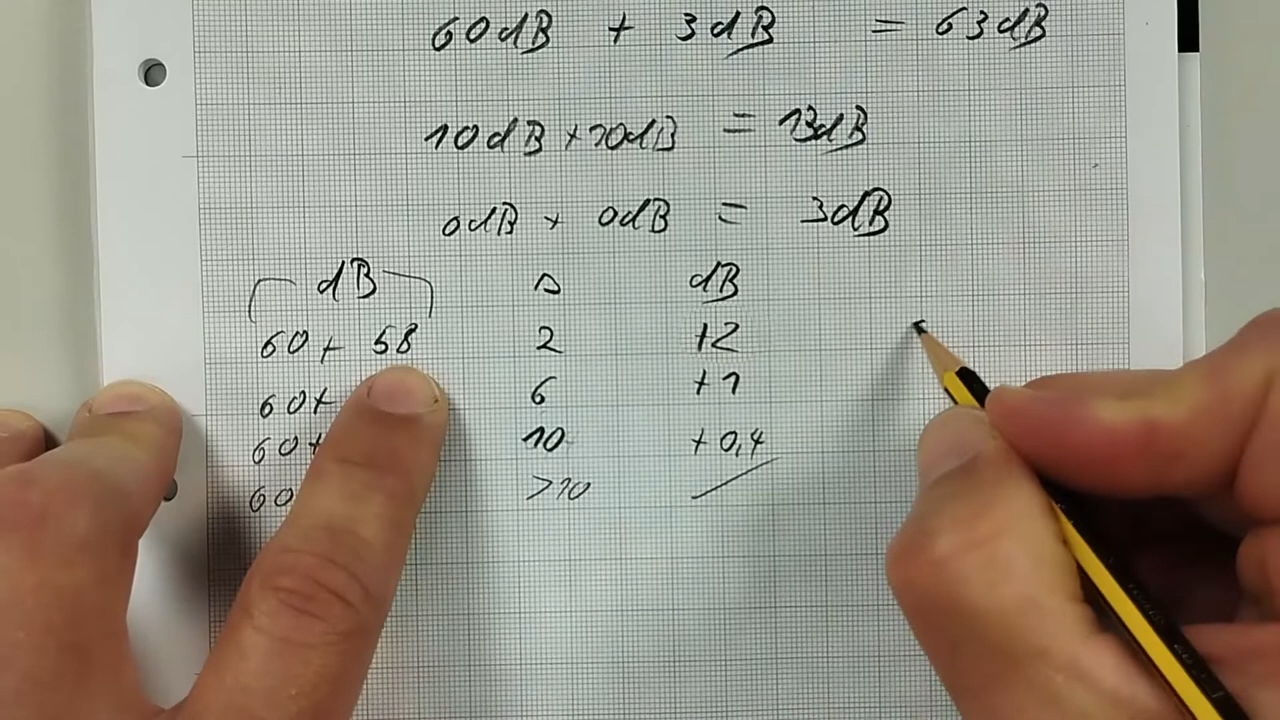 60dB + 3dB = 63dB
10dB + 10dB = 13dB
0dB + 0dB = 3dB
dB Δ dB
60+ 58 2 +2
60+ 6 +1
60+ 10 +0,4
60 >10